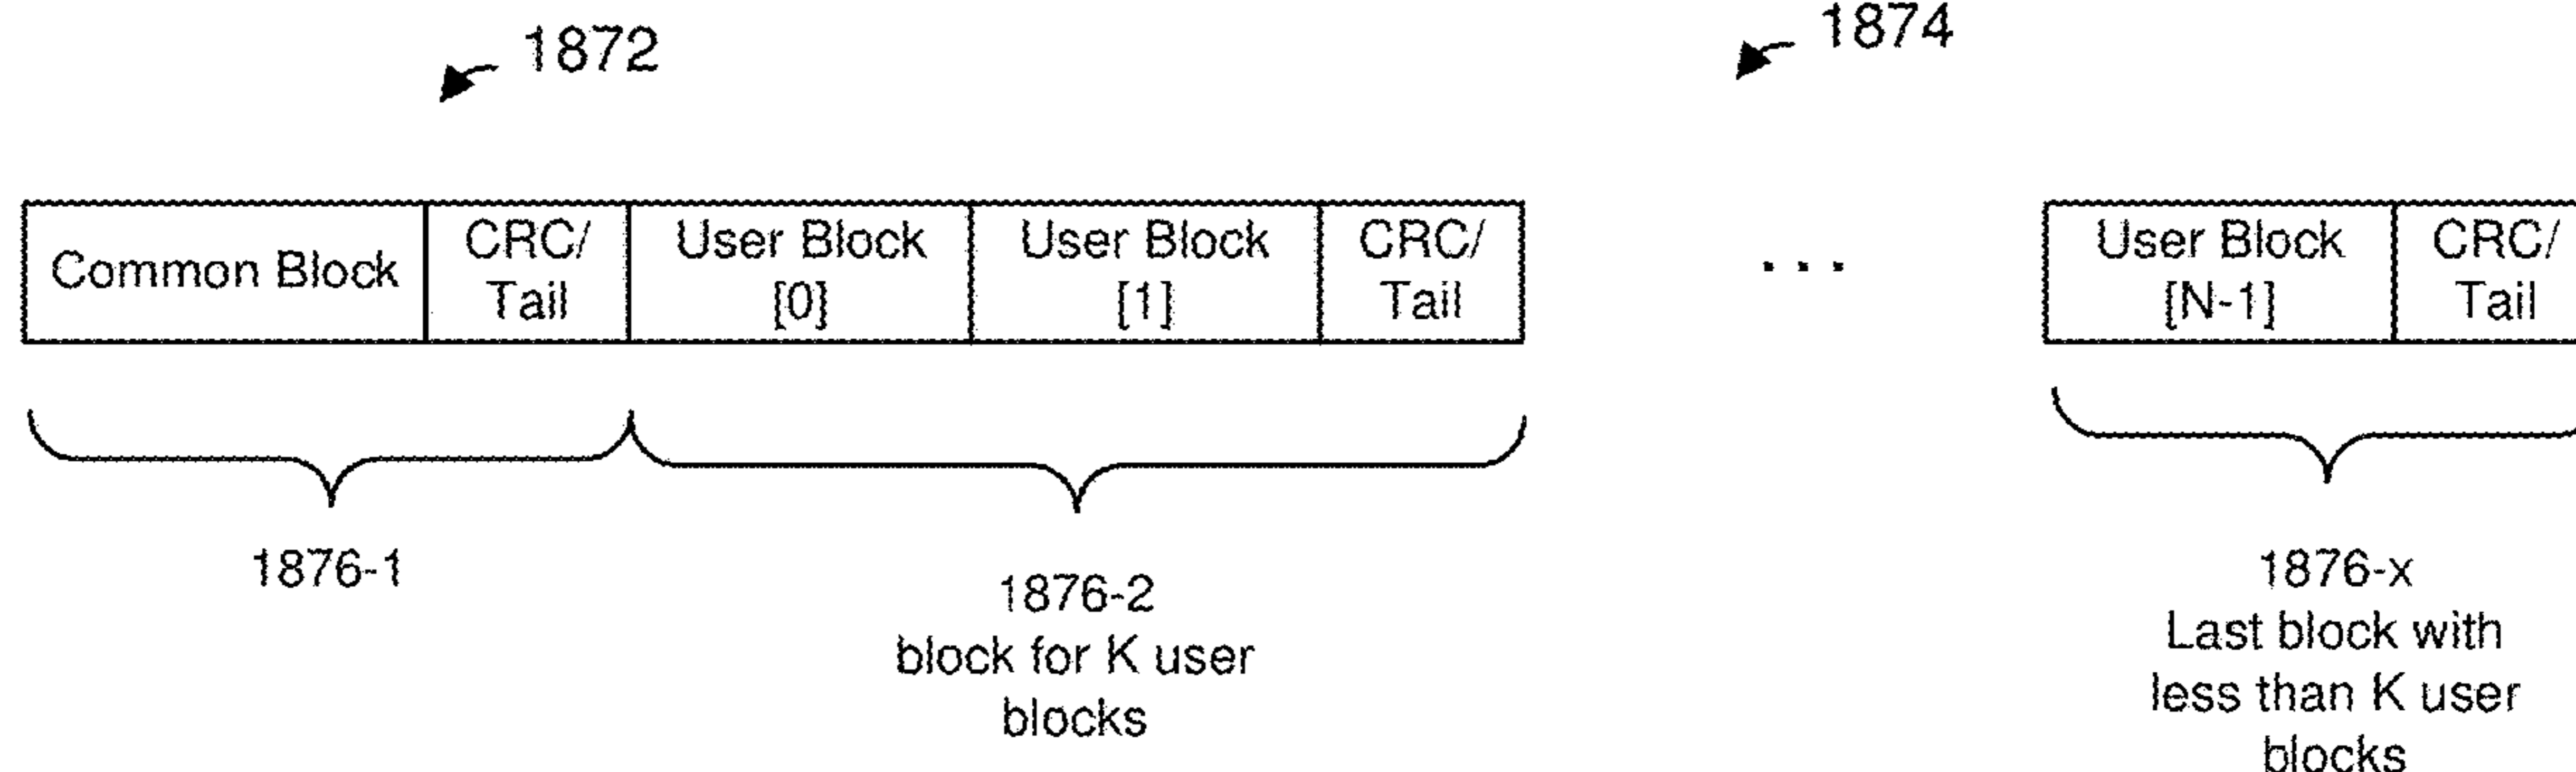 1872
1874
Common Block
CRC/
Tail
User Block
[0]
User Block
[1]
CRC/
Tail
. . .
User Block
[N-1]
CRC/
Tail
1876-1
1876-2
block for K user
blocks
1876-x
Last block with
less than K user
blocks